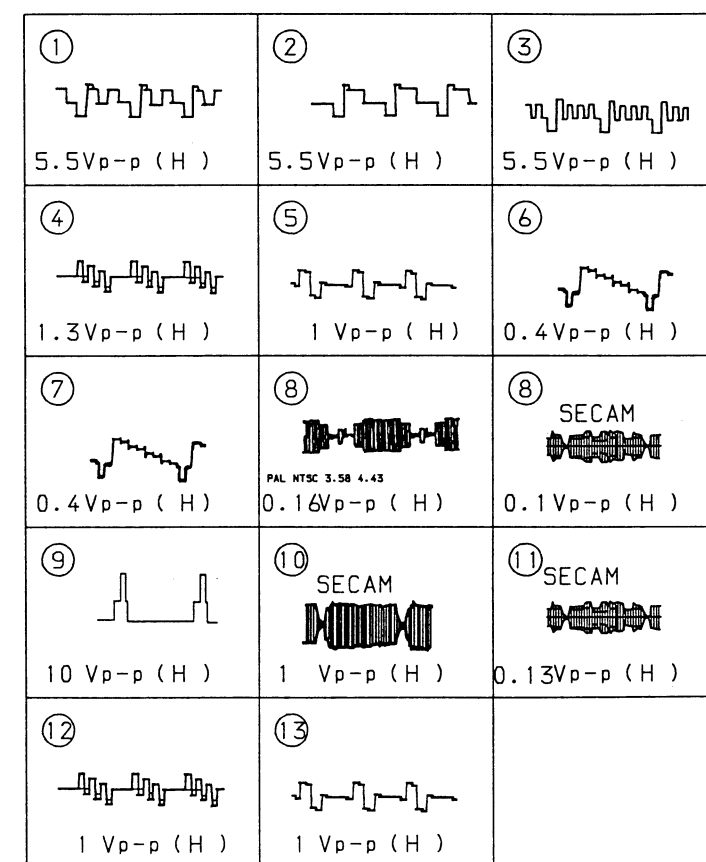 ① ② ③
5.5Vp-p (H) 5.5Vp-p (H) 5.5Vp-p (H)
④ ⑤ ⑥
1.3Vp-p (H) 1 Vp-p (H) 0.4Vp-p (H)
⑦ ⑧ ⑧
SECAM
PAL NTSC 3.58 4.43
0.4Vp-p (H) 0.16Vp-p (H) 0.1Vp-p (H)
⑨ ⑩ ⑪
SECAM SECAM
10 Vp-p (H) 1 Vp-p (H) 0.13Vp-p (H)
⑫ ⑬
1 Vp-p (H) 1 Vp-p (H)